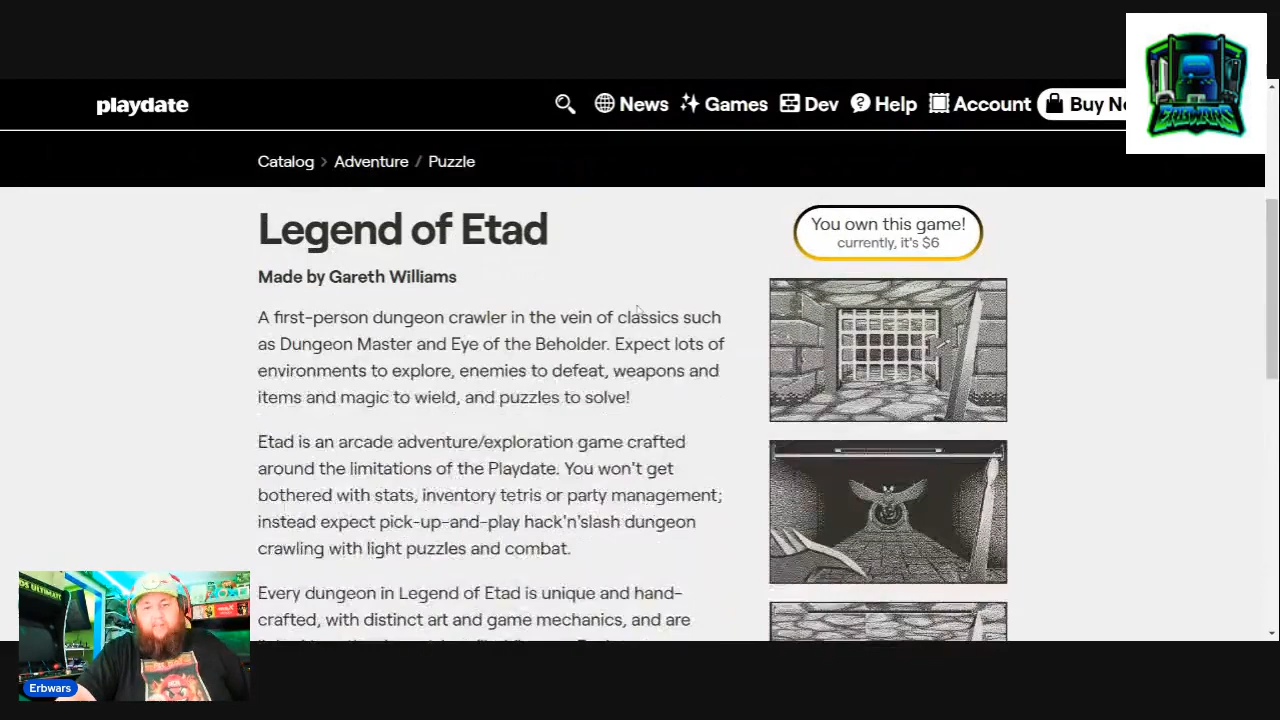 playdate
News
Games
Dev
Help
Account
Buy N
ERBWARS
Catalog > Adventure / Puzzle
Legend of Etad
You own this game!
currently, it's $6
Made by Gareth Williams
A first-person dungeon crawler in the vein of classics such
as Dungeon Master and Eye of the Beholder. Expect lots of
environments to explore, enemies to defeat, weapons and
items and magic to wield, and puzzles to solve!
Etad is an arcade adventure/exploration game crafted
around the limitations of the Playdate. You won't get
bothered with stats, inventory tetris or party management;
instead expect pick-up-and-play hack'n'slash dungeon
crawling with light puzzles and combat.
Every dungeon in Legend of Etad is unique and hand-
crafted, with distinct art and game mechanics, and are
Erbwars